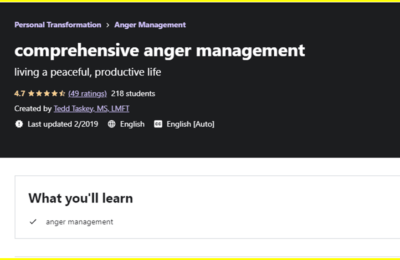 Personal Transformation > Anger Management
comprehensive anger management
living a peaceful, productive life
4.7 (49 ratings) 218 students
Created by Tedd Taskey, MS, LMFT
Last updated 2/2019 English English [Auto]
What you'll learn
anger management